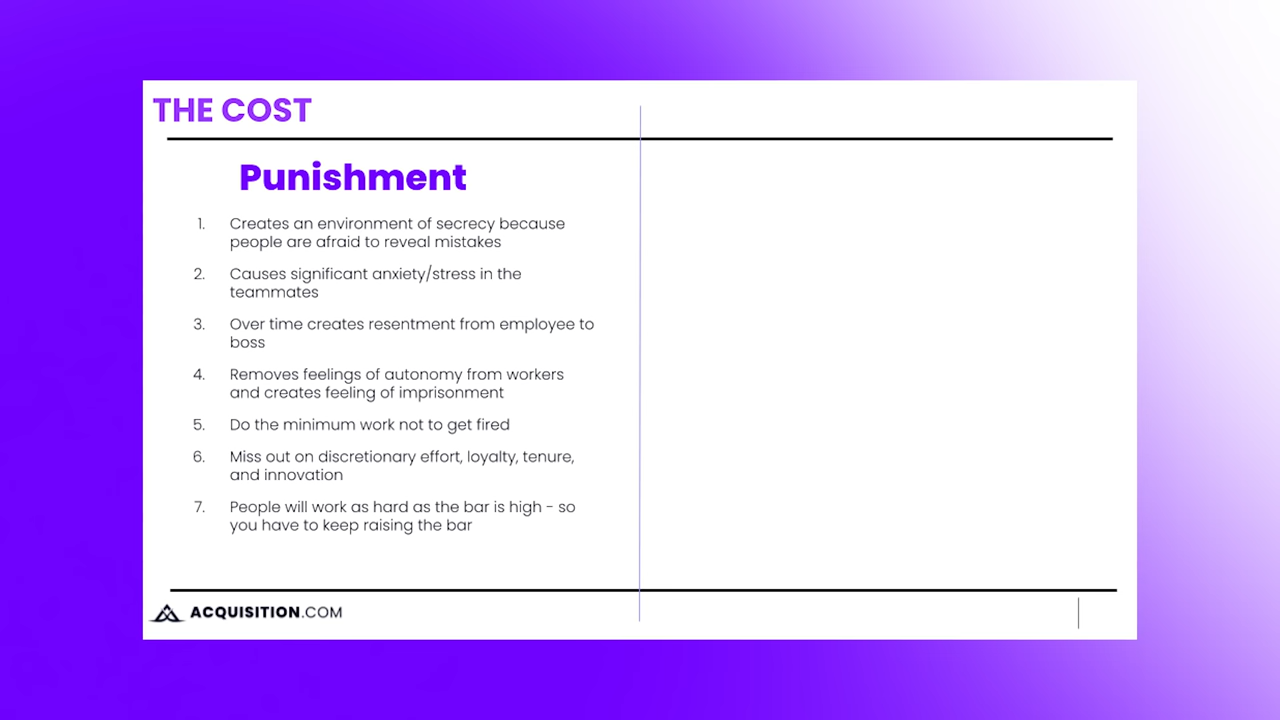 THE COST
Punishment
1. Creates an environment of secrecy because
people are afraid to reveal mistakes
2. Causes significant anxiety/stress in the
teammates
3. Over time creates resentment from employee to
boss
4. Removes feelings of autonomy from workers
and creates feeling of imprisonment
5. Do the minimum work not to get fired
6. Miss out on discretionary effort, loyalty, tenure,
and innovation
7. People will work as hard as the bar is high - so
you have to keep raising the bar
ACQUISITION.COM